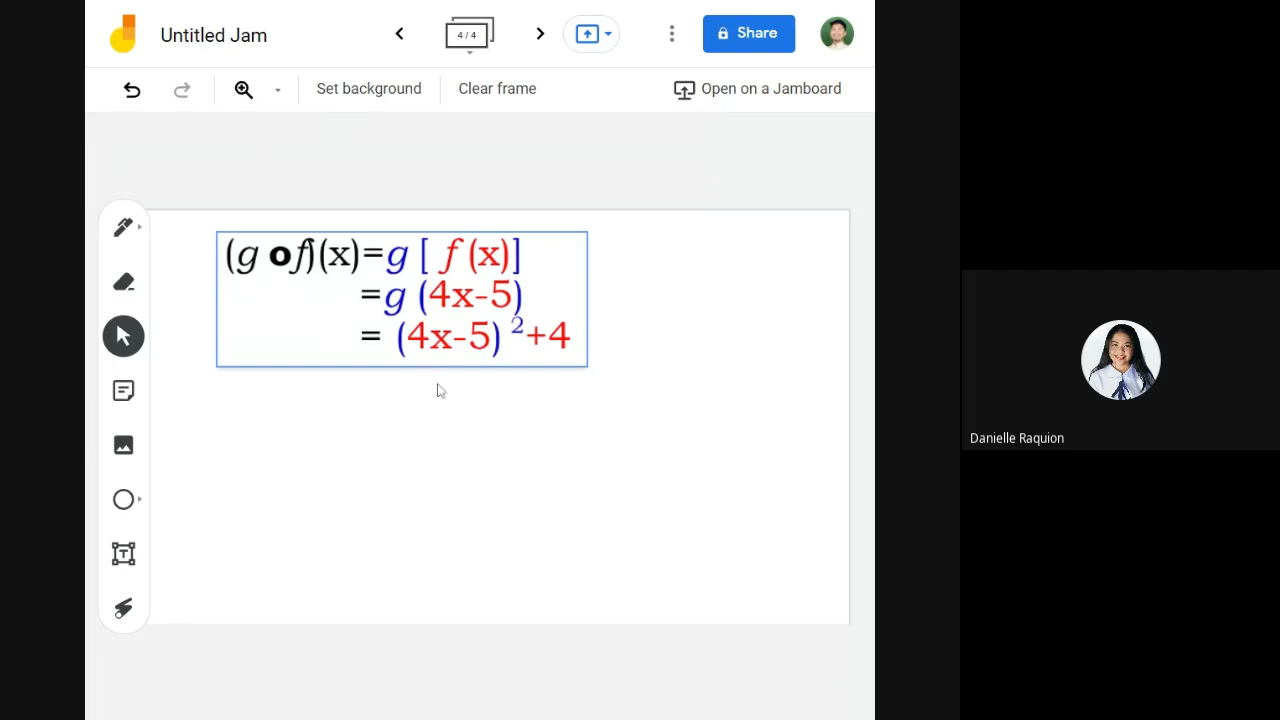 Untitled Jam
4 / 4
Share
Set background
Clear frame
Open on a Jamboard
(g of)(x)=g [ f (x)]
=g (4x-5)
= (4x-5) ²+4
T
Danielle Raquion